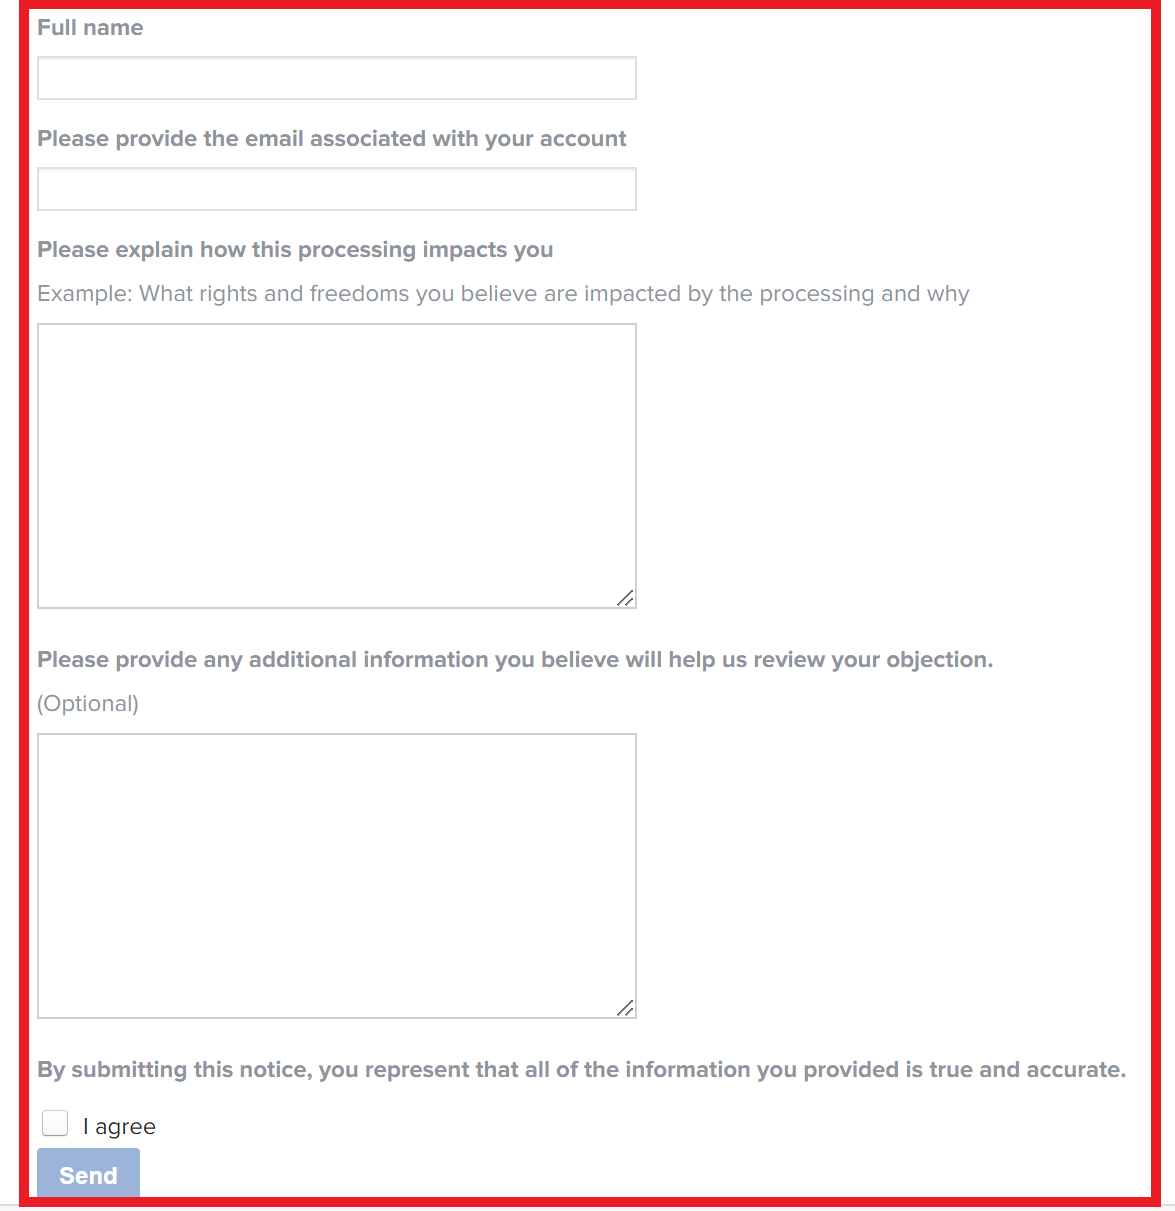 Full name
Please provide the email associated with your account
Please explain how this processing impacts you
Example: What rights and freedoms you believe are impacted by the processing and why
Please provide any additional information you believe will help us review your objection.
(Optional)
By submitting this notice, you represent that all of the information you provided is true and accurate.
I agree
Send